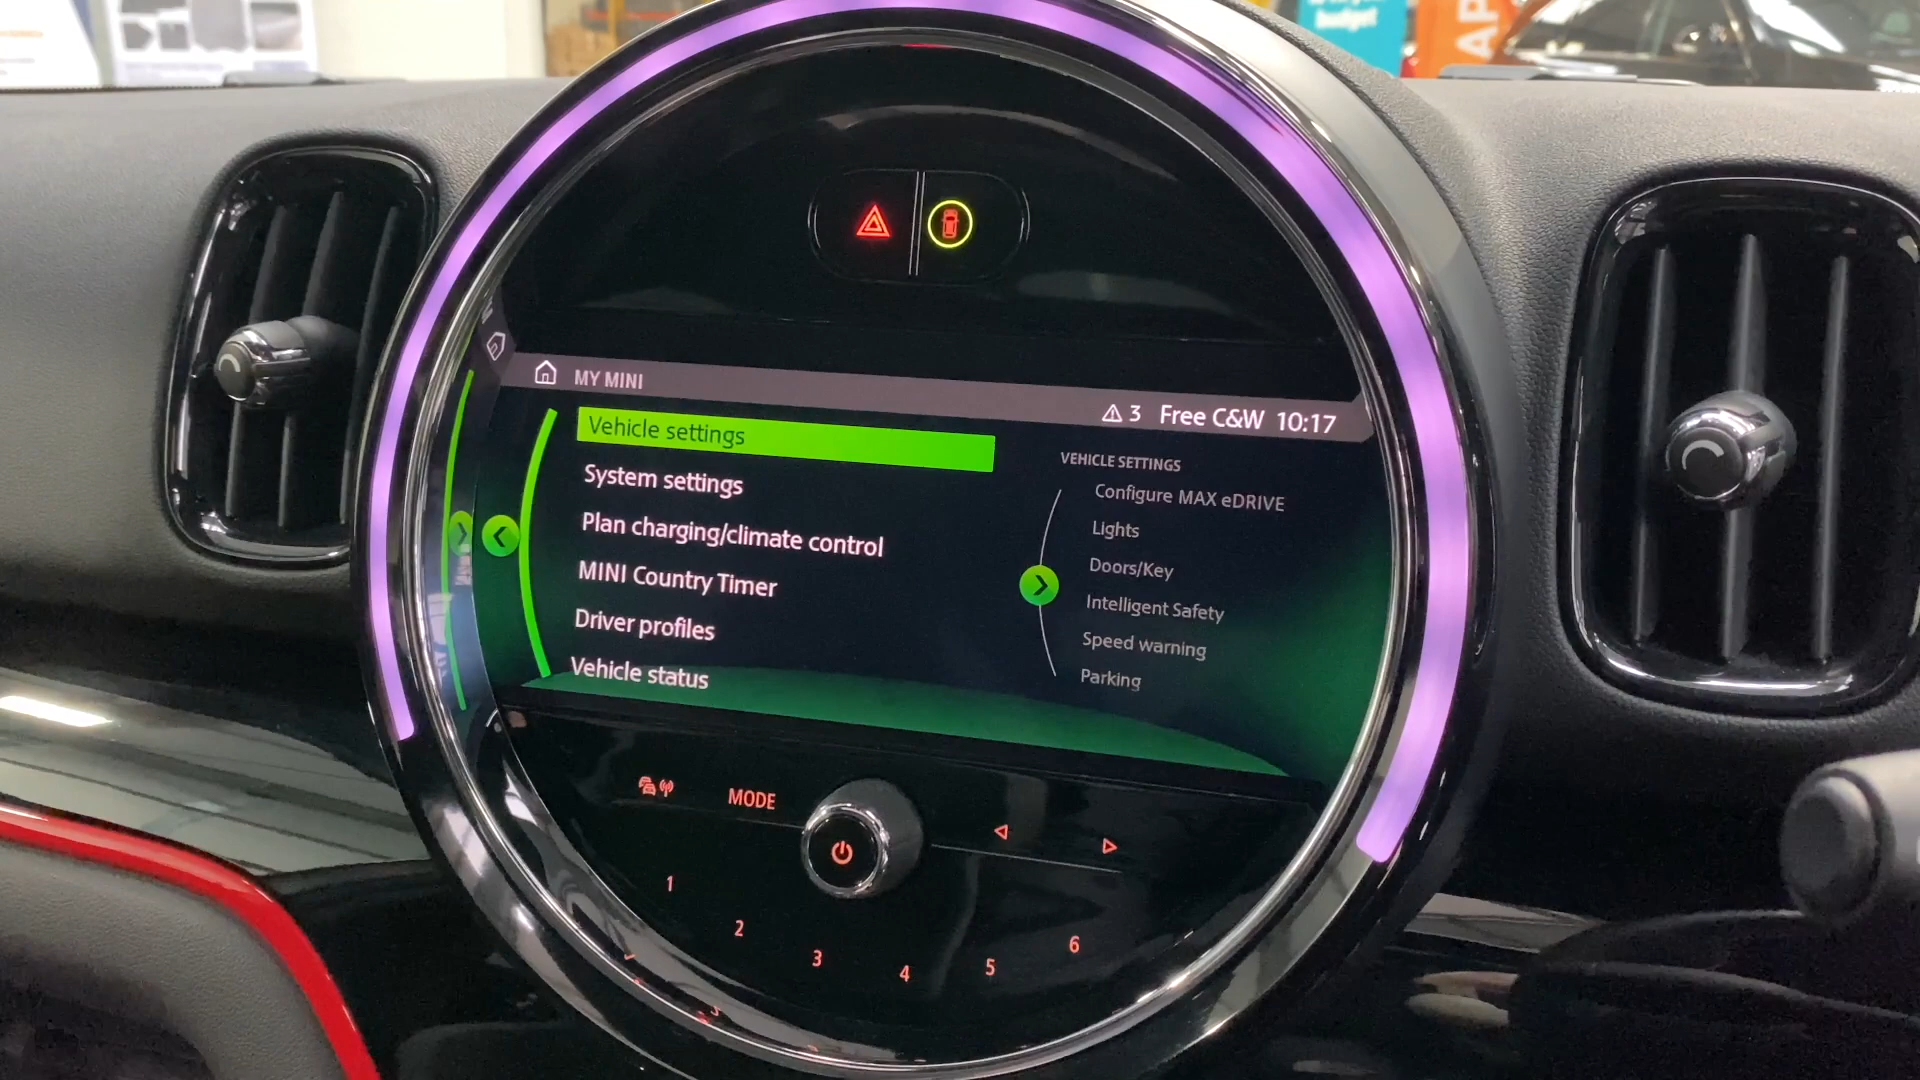 budget
AP
MY MINI
3 Free C&W 10:17
Vehicle settings
System settings
Plan charging/climate control
MINI Country Timer
Driver profiles
Vehicle status
VEHICLE SETTINGS
Configure MAX eDRIVE
Lights
Doors/Key
Intelligent Safety
Speed warning
Parking
MODE
1
2
3
4
5
6